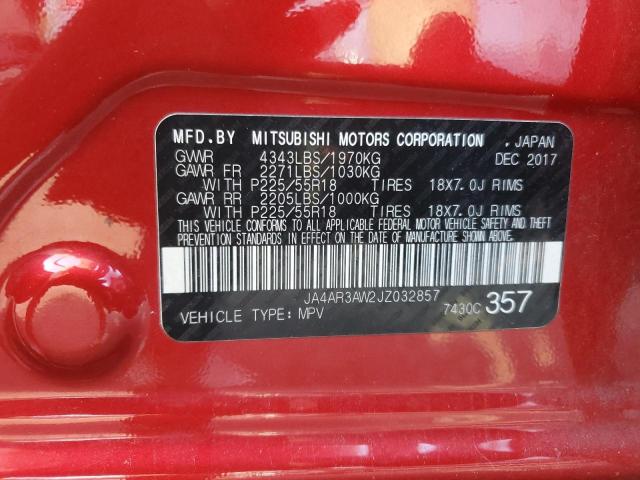 MFD.BY MITSUBISHI MOTORS CORPORATION . JAPAN
GVWR 4343LBS/1970KG DEC 2017
GAWR FR 2271LBS/1030KG
WITH P225/55R18 TIRES 18X7.0J RIMS
GAWR RR 2205LBS/1000KG
WITH P225/55R18 TIRES 18X7.0J RIMS
THIS VEHICLE CONFORMS TO ALL APPLICABLE FEDERAL MOTOR VEHICLE SAFETY AND THEFT
PREVENTION STANDARDS IN EFFECT ON THE DATE OF MANUFACTURE SHOWN ABOVE.
JA4AR3AW2JZ032857
VEHICLE TYPE: MPV 7430C 357